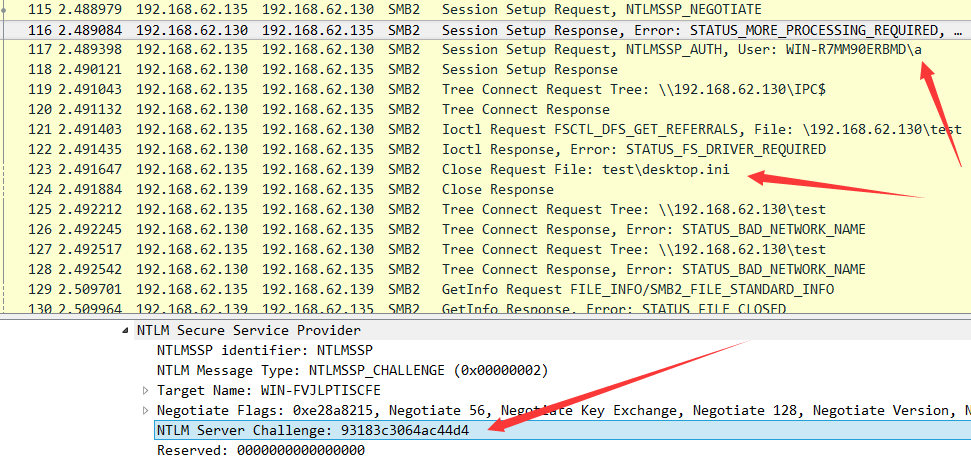 115 2.488979 192.168.62.135 192.168.62.130 SMB2 Session Setup Request, NTLMSSP_NEGOTIATE
116 2.489084 192.168.62.130 192.168.62.135 SMB2 Session Setup Response, Error: STATUS_MORE_PROCESSING_REQUIRED, …
117 2.489398 192.168.62.135 192.168.62.130 SMB2 Session Setup Request, NTLMSSP_AUTH, User: WIN-R7MM90ERBMD\a
118 2.490121 192.168.62.130 192.168.62.135 SMB2 Session Setup Response
119 2.491043 192.168.62.135 192.168.62.130 SMB2 Tree Connect Request Tree: \\192.168.62.130\IPC$
120 2.491132 192.168.62.130 192.168.62.135 SMB2 Tree Connect Response
121 2.491403 192.168.62.135 192.168.62.130 SMB2 Ioctl Request FSCTL_DFS_GET_REFERRALS, File: \192.168.62.130\test
122 2.491435 192.168.62.130 192.168.62.135 SMB2 Ioctl Response, Error: STATUS_FS_DRIVER_REQUIRED
123 2.491647 192.168.62.135 192.168.62.139 SMB2 Close Request File: test\desktop.ini
124 2.491884 192.168.62.139 192.168.62.135 SMB2 Close Response
125 2.492212 192.168.62.135 192.168.62.130 SMB2 Tree Connect Request Tree: \\192.168.62.130\test
126 2.492245 192.168.62.130 192.168.62.135 SMB2 Tree Connect Response, Error: STATUS_BAD_NETWORK_NAME
127 2.492517 192.168.62.135 192.168.62.130 SMB2 Tree Connect Request Tree: \\192.168.62.130\test
128 2.492542 192.168.62.130 192.168.62.135 SMB2 Tree Connect Response, Error: STATUS_BAD_NETWORK_NAME
129 2.509701 192.168.62.135 192.168.62.139 SMB2 GetInfo Request FILE_INFO/SMB2_FILE_STANDARD_INFO
130 2.509964 192.168.62.139 192.168.62.135 SMB2 GetInfo Response, Error: STATUS_FILE_CLOSED
NTLM Secure Service Provider
NTLMSSP identifier: NTLMSSP
NTLM Message Type: NTLMSSP_CHALLENGE (0x00000002)
Target Name: WIN-FVJLPTISCFE
Negotiate Flags: 0xe28a8215, Negotiate 56, Negotiate Key Exchange, Negotiate 128, Negotiate Version, N
NTLM Server Challenge: 93183c3064ac44d4
Reserved: 0000000000000000